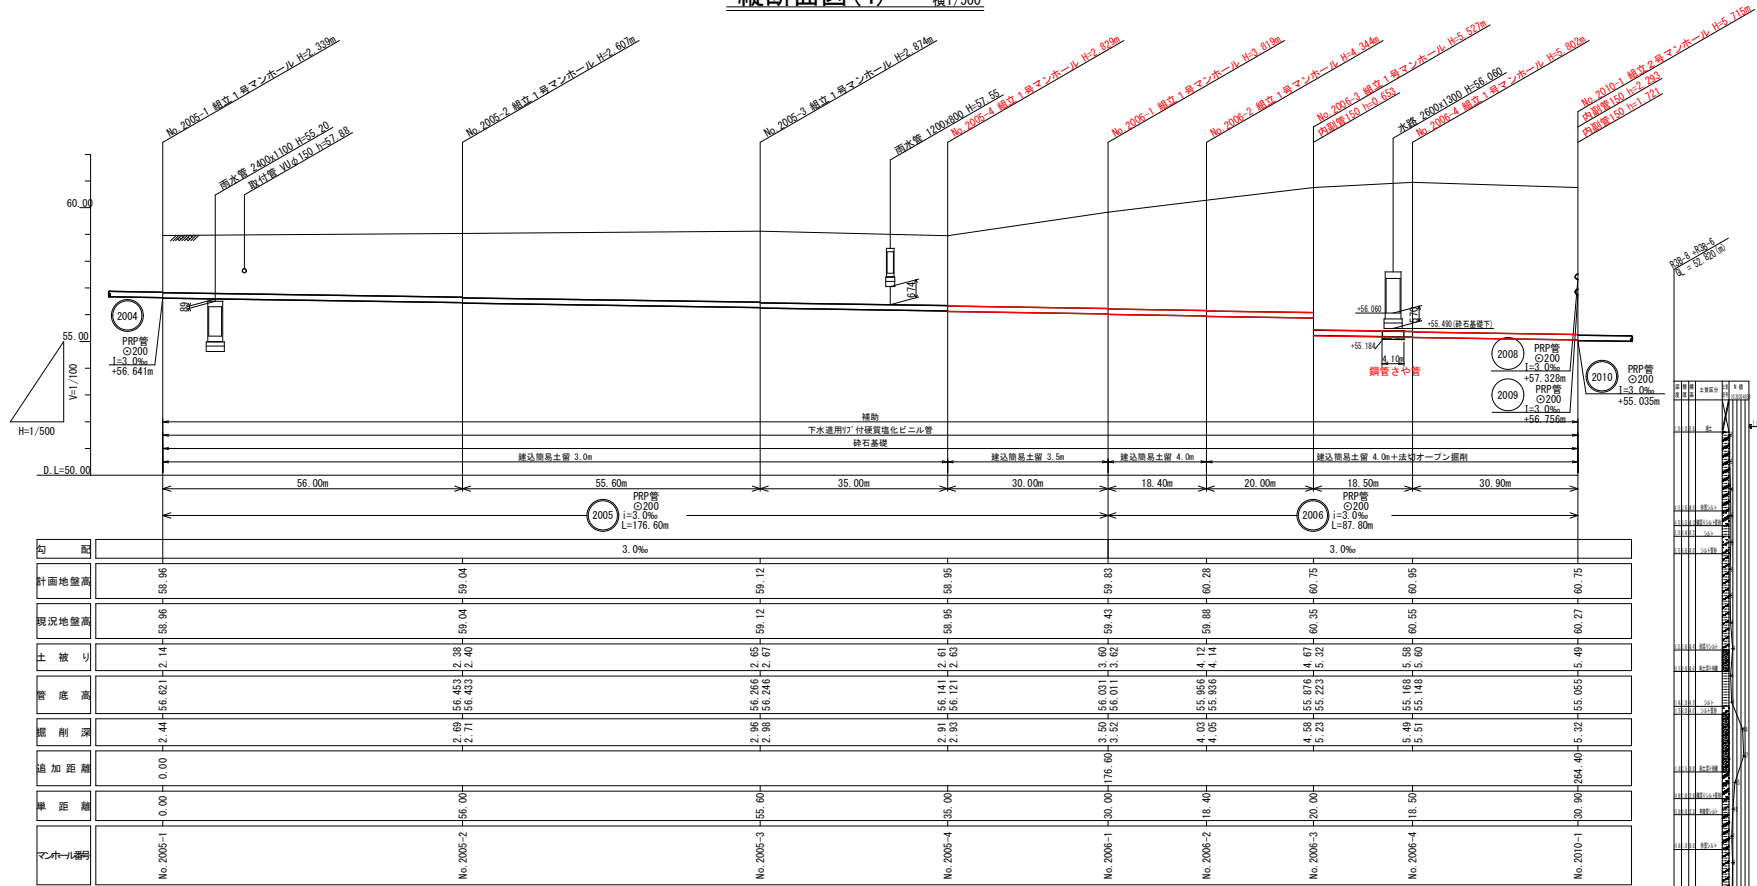 縦断面図(4) 横1/500
No.2005-1 組立1号マンホール H=2.339m
雨水管 2400x1100 H=55.20
取付管 VUφ150 h=57.88
No.2005-2 組立1号マンホール H=2.607m
No.2005-3 組立1号マンホール H=2.874m
雨水管 1200x800 H=57.55
No.2005-4 組立1号マンホール H=2.829m
No.2006-1 組立1号マンホール H=3.819m
No.2006-2 組立1号マンホール H=4.344m
No.2006-3 組立1号マンホール H=5.527m
内副管150 h=0.653
水路 2600x1300 H=56.060
No.2006-4 組立1号マンホール H=5.802m
No.2010-1 組立2号マンホール H=5.715m
内副管150 h=2.293
内副管150 h=1.721
60.00
55.00
D.L=50.00
V=1/100
H=1/500
2004
PRP管
⊙200
I=3.0‰
+56.641m
89
674
+56.060
570
+55.490(砕石基礎下)
+55.184
4.10m
鋼管さや管
2008
PRP管
⊙200
I=3.0‰
+57.328m
2009
PRP管
⊙200
I=3.0‰
+56.756m
2010
PRP管
⊙200
I=3.0‰
+55.035m
GL = 52.820(m)
補助
下水道用リブ付硬質塩化ビニル管
砕石基礎
建込簡易土留 3.0m 建込簡易土留 3.5m 建込簡易土留 4.0m 建込簡易土留 4.0m+法切オープン掘削
56.00m 55.60m 35.00m 30.00m 18.40m 20.00m 18.50m 30.90m
2005
PRP管
⊙200
i=3.0‰
L=176.60m
2006
PRP管
⊙200
i=3.0‰
L=87.80m
勾配 3.0‰ 3.0‰
計画地盤高 58.96 59.04 59.12 58.95 59.83 60.28 60.75 60.95 60.75
現況地盤高 58.96 59.04 59.12 58.95 59.43 59.88 60.35 60.55 60.27
土被り 2.14 2.38 2.40 2.65 2.67 2.61 2.63 3.60 3.62 4.12 4.14 4.67 5.32 5.58 5.60 5.49
管底高 56.621 56.453 56.433 56.266 56.246 56.141 56.121 56.031 56.011 55.956 55.936 55.876 55.223 55.168 55.148 55.055
掘削深 2.44 2.69 2.71 2.96 2.98 2.91 2.93 3.50 3.52 4.03 4.05 4.58 5.23 5.49 5.51 5.32
追加距離 0.00 176.60 264.40
単距離 0.00 56.00 55.60 35.00 30.00 18.40 20.00 18.50 30.90
マンホール番号 No.2005-1 No.2005-2 No.2005-3 No.2005-4 No.2006-1 No.2006-2 No.2006-3 No.2006-4 No.2010-1
土質区分